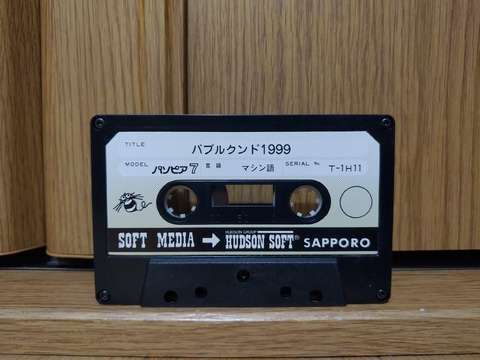 TITLE バブルクンド1999
MODEL パソピア7 言語 マシン語 SERIAL No. T-1H11
HUDSON GROUP
SOFT MEDIA → HUDSON SOFT® SAPPORO